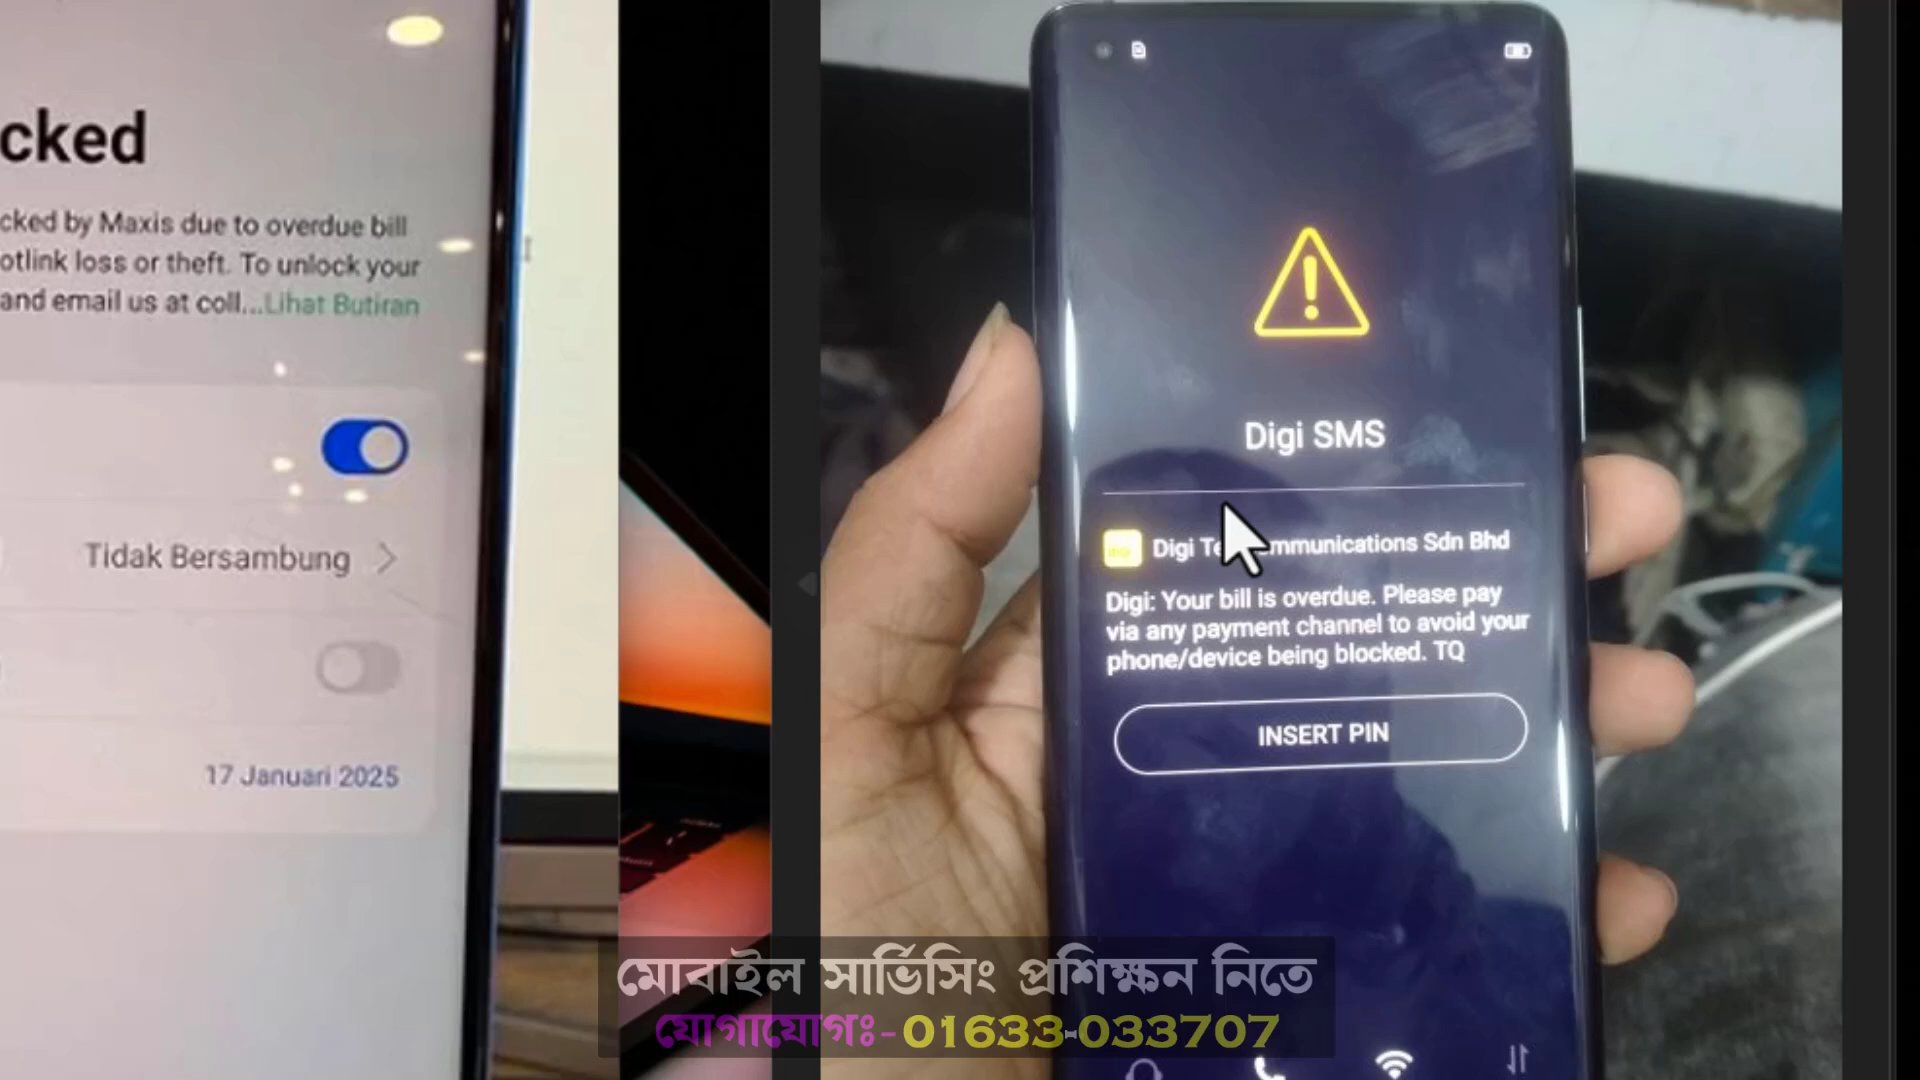 cked
cked by Maxis due to overdue bill
otlink loss or theft. To unlock your
and email us at coll...Lihat Butiran
Tidak Bersambung
17 Januari 2025
Digi SMS
Digi Te mmunications Sdn Bhd
Digi: Your bill is overdue. Please pay
via any payment channel to avoid your
phone/device being blocked. TQ
INSERT PIN
মোবাইল সার্ভিসিং প্রশিক্ষন নিতে
যোগাযোগঃ-01633-033707